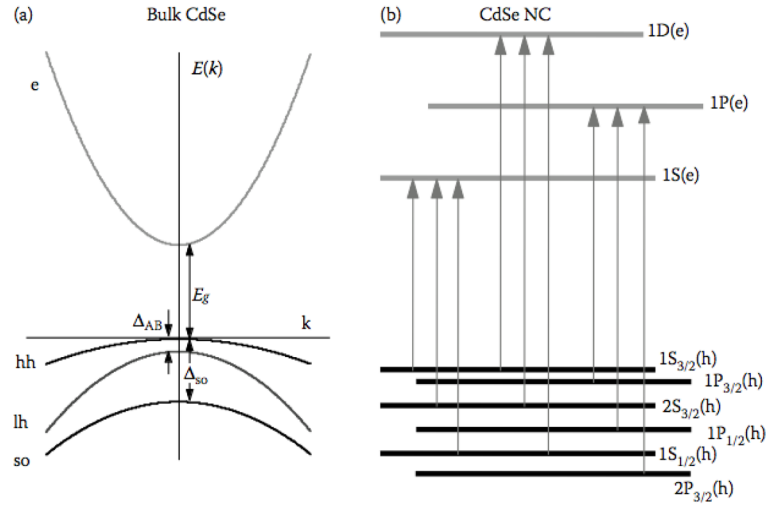 (a)
Bulk CdSe
E(k)
e
E_g
Δ_AB
k
hh
Δ_so
lh
so
(b)
CdSe NC
1D(e)
1P(e)
1S(e)
1S_3/2(h)
1P_3/2(h)
2S_3/2(h)
1P_1/2(h)
1S_1/2(h)
2P_3/2(h)